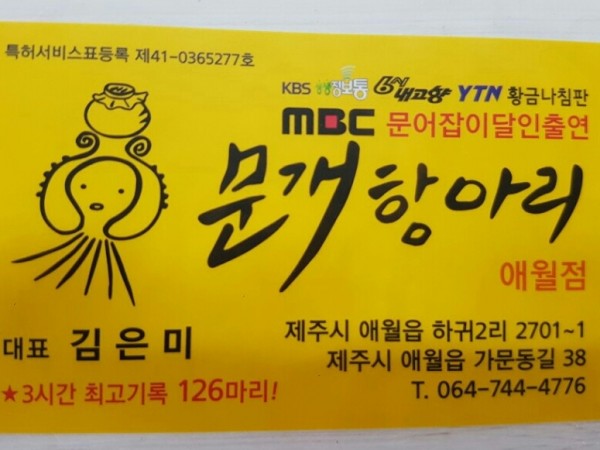 특허서비스표등록 제41-0365277호
KBS 생생정보통 6시내고향 YTN 황금나침판
MBC 문어잡이달인출연
문개항아리
애월점
대표 김은미
제주시 애월읍 하귀2리 2701~1
제주시 애월읍 가문동길 38
★3시간 최고기록 126마리!
T. 064-744-4776